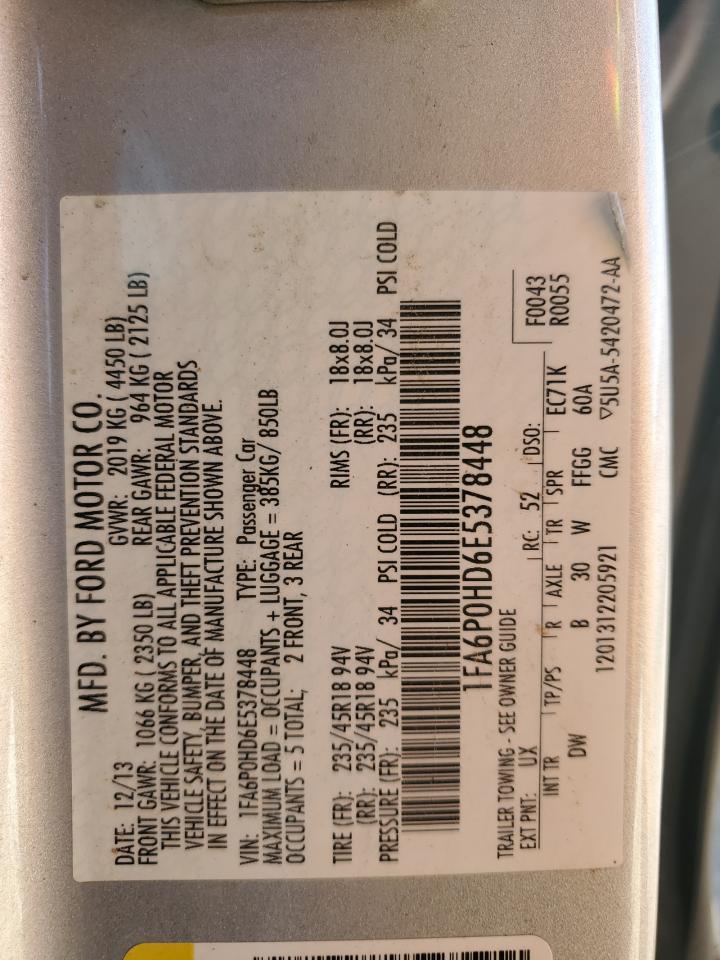 MFD. BY FORD MOTOR CO.
DATE: 12/13 GVWR: 2019 KG ( 4450 LB)
FRONT GAWR: 1066 KG ( 2350 LB) REAR GAWR: 964 KG ( 2125 LB)
THIS VEHICLE CONFORMS TO ALL APPLICABLE FEDERAL MOTOR
VEHICLE SAFETY, BUMPER, AND THEFT PREVENTION STANDARDS
IN EFFECT ON THE DATE OF MANUFACTURE SHOWN ABOVE.
VIN: 1FA6P0HD6E5378448 TYPE: Passenger Car
MAXIMUM LOAD = OCCUPANTS + LUGGAGE = 385KG/ 850LB
OCCUPANTS = 5 TOTAL; 2 FRONT, 3 REAR
TIRE (FR): 235/45R18 94V RIMS (FR): 18x8.0J
(RR): 235/45R18 94V (RR): 18x8.0J
PRESSURE (FR): 235 kPa/ 34 PSI COLD (RR): 235 kPa/ 34 PSI COLD
1FA6P0HD6E5378448
TRAILER TOWING - SEE OWNER GUIDE F0043
EXT PNT: UX RC: 52 DSO: R0055
INT TR TP/PS R AXLE TR SPR EC71K
DW B 30 W FFGG 60A
1201312205921 CMC ▽5U5A-5420472-AA